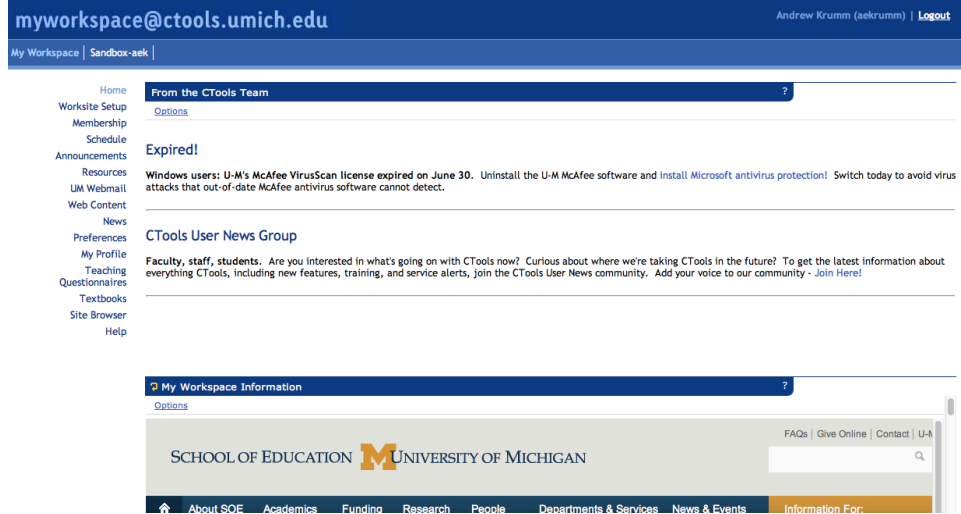 myworkspace@ctools.umich.edu
Andrew Krumm (aekrumm) | Logout
My Workspace | Sandbox-aek |
Home
Worksite Setup
Membership
Schedule
Announcements
Resources
UM Webmail
Web Content
News
Preferences
My Profile
Teaching
Questionnaires
Textbooks
Site Browser
Help
From the CTools Team ?
Options
Expired!
Windows users: U-M's McAfee VirusScan license expired on June 30. Uninstall the U-M McAfee software and install Microsoft antivirus protection! Switch today to avoid virus
attacks that out-of-date McAfee antivirus software cannot detect.
CTools User News Group
Faculty, staff, students. Are you interested in what's going on with CTools now? Curious about where we're taking CTools in the future? To get the latest information about
everything CTools, including new features, training, and service alerts, join the CTools User News community. Add your voice to our community - Join Here!
My Workspace Information ?
Options
FAQs | Give Online | Contact | U-M
SCHOOL OF EDUCATION M UNIVERSITY OF MICHIGAN
About SOE Academics Funding Research People Departments & Services News & Events Information For: